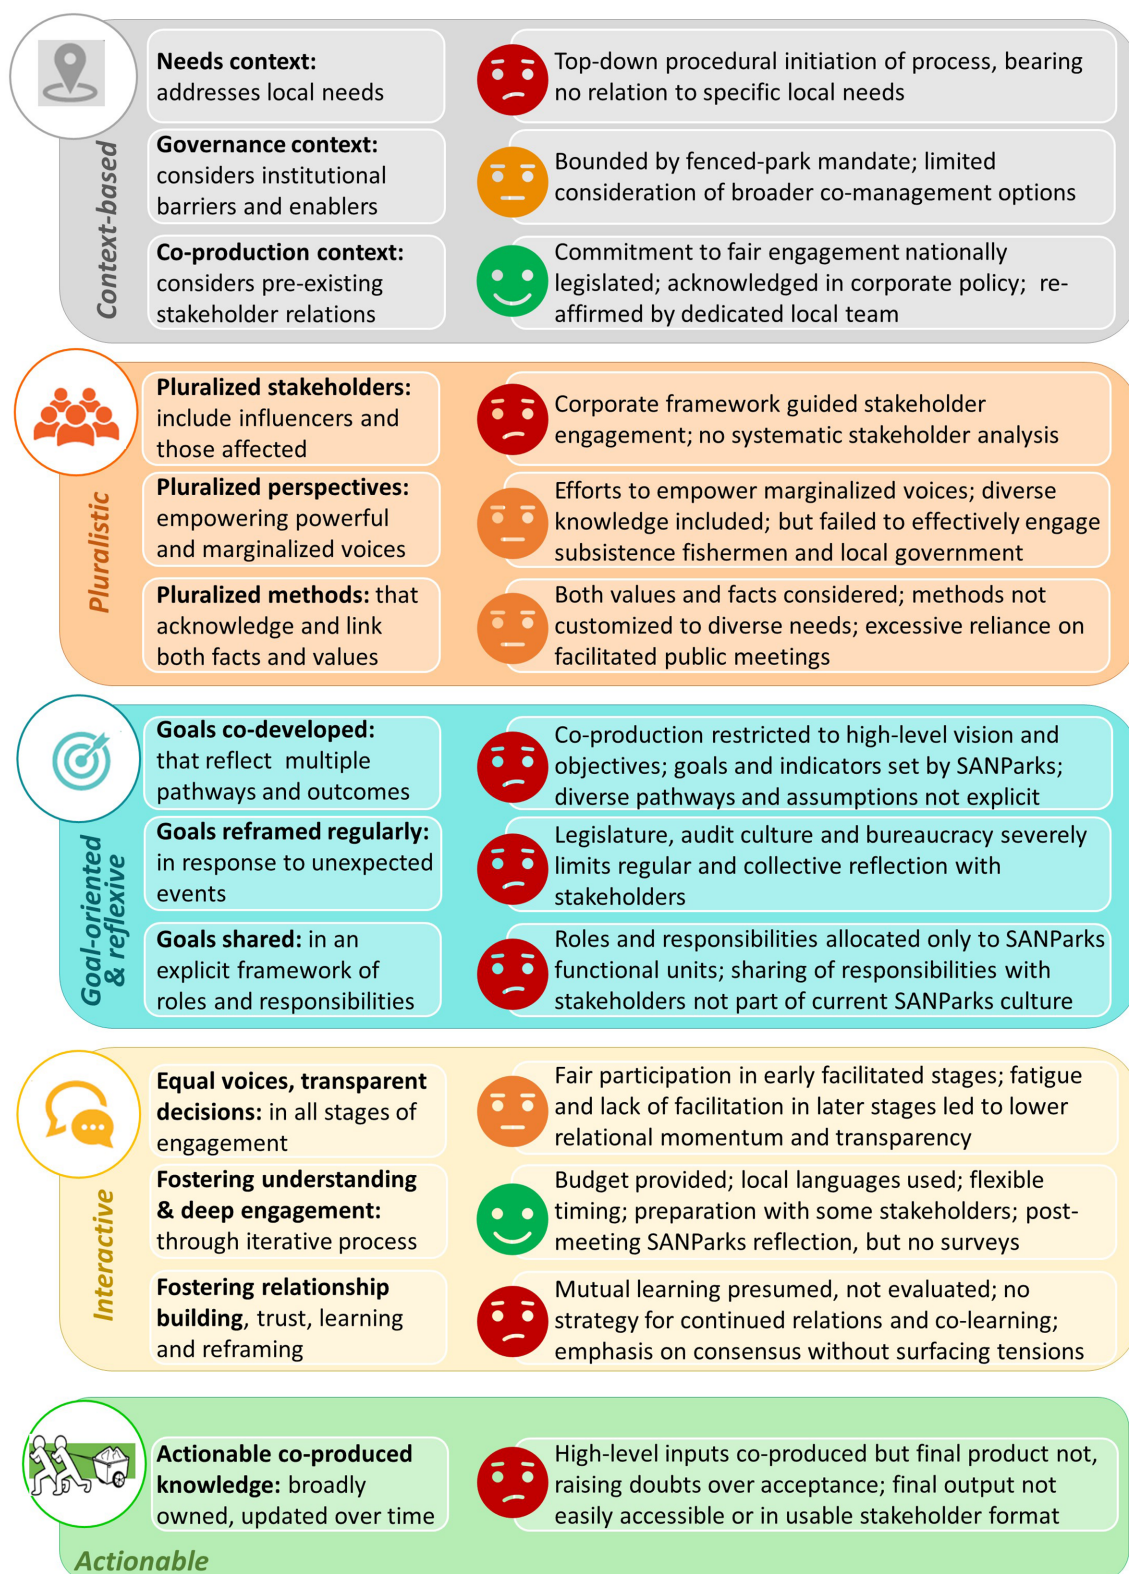 Context-based
Needs context:
addresses local needs
Top-down procedural initiation of process, bearing
no relation to specific local needs
Governance context:
considers institutional
barriers and enablers
Bounded by fenced-park mandate; limited
consideration of broader co-management options
Co-production context:
considers pre-existing
stakeholder relations
Commitment to fair engagement nationally
legislated; acknowledged in corporate policy; re-
affirmed by dedicated local team
Pluralistic
Pluralized stakeholders:
include influencers and
those affected
Corporate framework guided stakeholder
engagement; no systematic stakeholder analysis
Pluralized perspectives:
empowering powerful
and marginalized voices
Efforts to empower marginalized voices; diverse
knowledge included; but failed to effectively engage
subsistence fishermen and local government
Pluralized methods: that
acknowledge and link
both facts and values
Both values and facts considered; methods not
customized to diverse needs; excessive reliance on
facilitated public meetings
Goal-oriented
& reflexive
Goals co-developed:
that reflect multiple
pathways and outcomes
Co-production restricted to high-level vision and
objectives; goals and indicators set by SANParks;
diverse pathways and assumptions not explicit
Goals reframed regularly:
in response to unexpected
events
Legislature, audit culture and bureaucracy severely
limits regular and collective reflection with
stakeholders
Goals shared: in an
explicit framework of
roles and responsibilities
Roles and responsibilities allocated only to SANParks
functional units; sharing of responsibilities with
stakeholders not part of current SANParks culture
Interactive
Equal voices, transparent
decisions: in all stages of
engagement
Fair participation in early facilitated stages; fatigue
and lack of facilitation in later stages led to lower
relational momentum and transparency
Fostering understanding
& deep engagement:
through iterative process
Budget provided; local languages used; flexible
timing; preparation with some stakeholders; post-
meeting SANParks reflection, but no surveys
Fostering relationship
building, trust, learning
and reframing
Mutual learning presumed, not evaluated; no
strategy for continued relations and co-learning;
emphasis on consensus without surfacing tensions
Actionable co-produced
knowledge: broadly
owned, updated over time
High-level inputs co-produced but final product not,
raising doubts over acceptance; final output not
easily accessible or in usable stakeholder format
Actionable